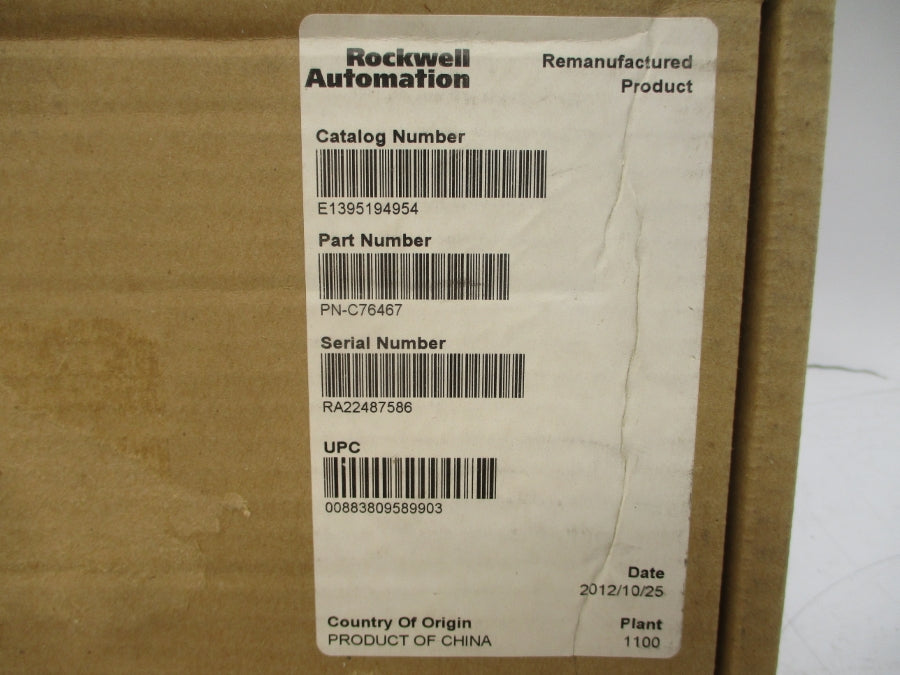 Rockwell
Automation
Remanufactured
Product
Catalog Number
E1395194954
Part Number
PN-C76467
Serial Number
RA22487586
UPC
00883809589903
Date
2012/10/25
Country Of Origin
PRODUCT OF CHINA
Plant
1100